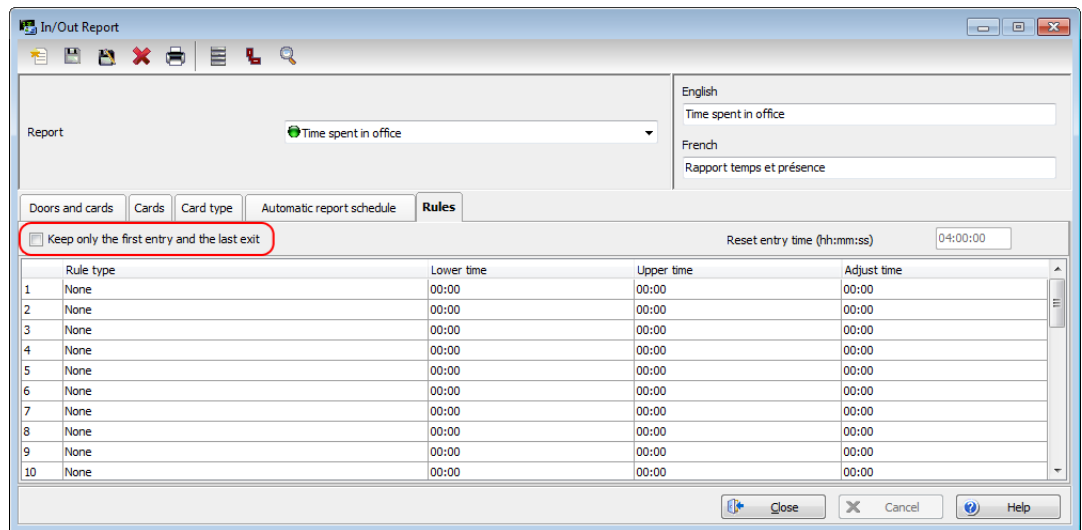 In/Out Report
English
Time spent in office
Report
Time spent in office
French
Rapport temps et présence
Doors and cards Cards Card type Automatic report schedule Rules
Keep only the first entry and the last exit Reset entry time (hh:mm:ss) 04:00:00
Rule type Lower time Upper time Adjust time
1 None 00:00 00:00 00:00
2 None 00:00 00:00 00:00
3 None 00:00 00:00 00:00
4 None 00:00 00:00 00:00
5 None 00:00 00:00 00:00
6 None 00:00 00:00 00:00
7 None 00:00 00:00 00:00
8 None 00:00 00:00 00:00
9 None 00:00 00:00 00:00
10 None 00:00 00:00 00:00
Close Cancel Help